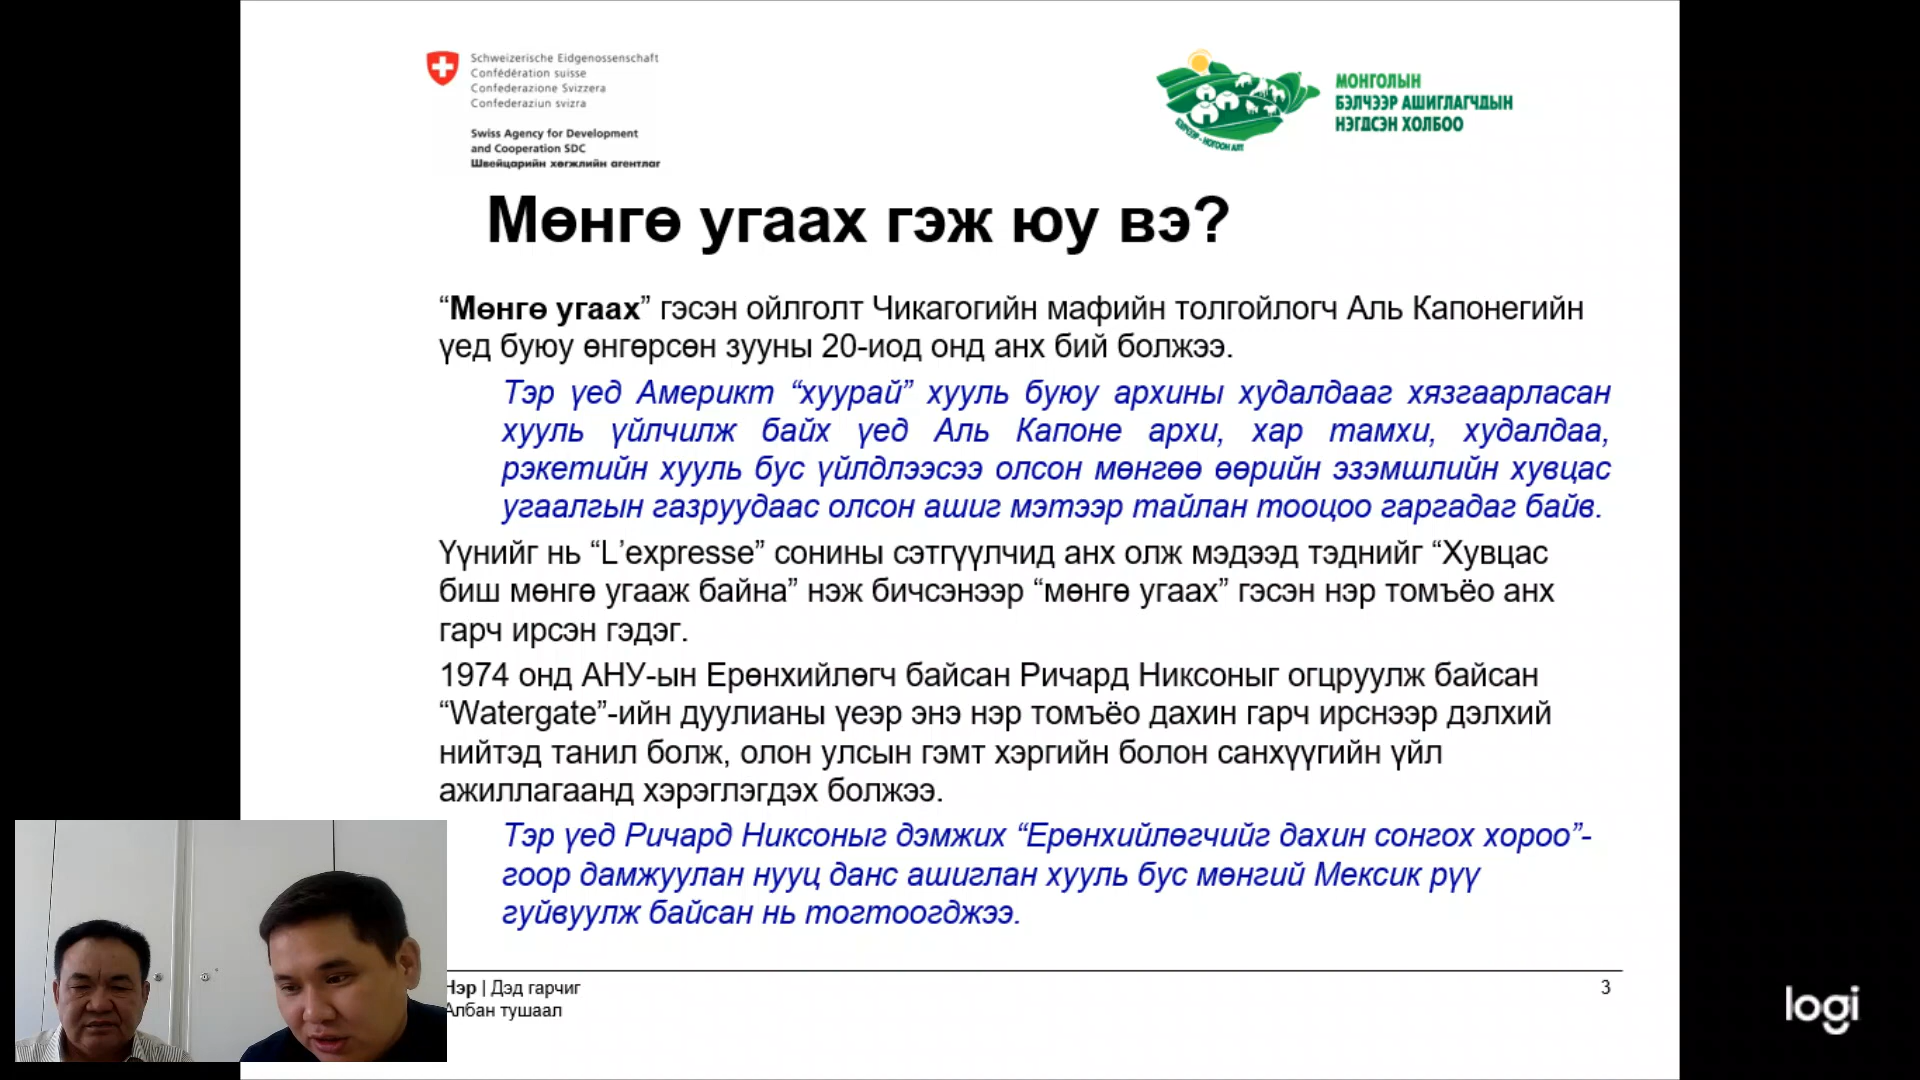 Schweizerische Eidgenossenschaft
Confédération suisse
Confederazione Svizzera
Confederaziun svizra
Swiss Agency for Development
and Cooperation SDC
Швейцарийн хөгжлийн агентлаг
МОНГОЛЫН
БЭЛЧЭЭР АШИГЛАГЧДЫН
НЭГДСЭН ХОЛБОО
БЭЛЧЭЭР - НОГООН АЛТ
Мөнгө угаах гэж юу вэ?
“Мөнгө угаах” гэсэн ойлголт Чикагогийн мафийн толгойлогч Аль Капонегийн
үед буюу өнгөрсөн зууны 20-иод онд анх бий болжээ.
Тэр үед Америкт “хуурай” хууль буюу архины худалдааг хязгаарласан
хууль үйлчилж байх үед Аль Капоне архи, хар тамхи, худалдаа,
рэкетийн хууль бус үйлдлээсээ олсон мөнгөө өөрийн эзэмшлийн хувцас
угаалгын газруудаас олсон ашиг мэтээр тайлан тооцоо гаргадаг байв.
Үүнийг нь “L’expresse” сонины сэтгүүлчид анх олж мэдээд тэднийг “Хувцас
биш мөнгө угааж байна” нэж бичсэнээр “мөнгө угаах” гэсэн нэр томъёо анх
гарч ирсэн гэдэг.
1974 онд АНУ-ын Ерөнхийлөгч байсан Ричард Никсоныг огцруулж байсан
“Watergate”-ийн дуулианы үеэр энэ нэр томъёо дахин гарч ирснээр дэлхий
нийтэд танил болж, олон улсын гэмт хэргийн болон санхүүгийн үйл
ажиллагаанд хэрэглэгдэх болжээ.
Тэр үед Ричард Никсоныг дэмжих “Ерөнхийлөгчийг дахин сонгох хороо”-
гоор дамжуулан нууц данс ашиглан хууль бус мөнгий Мексик рүү
гуйвуулж байсан нь тогтоогджээ.
Нэр | Дэд гарчиг
Албан тушаал
3
logi